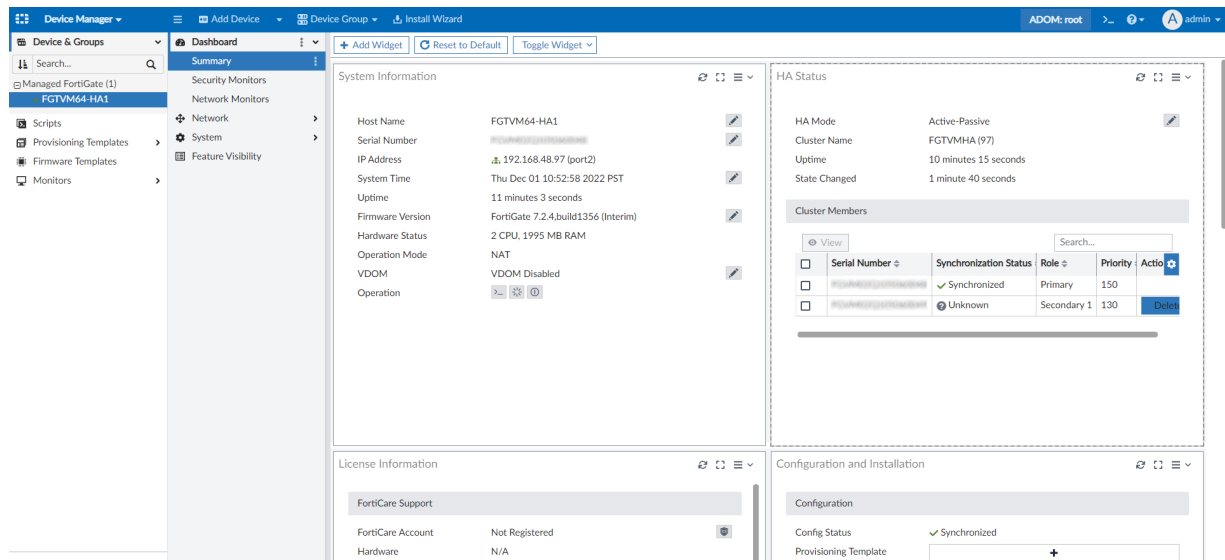 Device Manager
Add Device
Device Group
Install Wizard
ADOM: root
A admin
Device & Groups
Search...
Managed FortiGate (1)
FGTVM64-HA1
Scripts
Provisioning Templates
Firmware Templates
Monitors
Dashboard
Summary
Security Monitors
Network Monitors
Network
System
Feature Visibility
+ Add Widget
Reset to Default
Toggle Widget
System Information
Host Name FGTVM64-HA1
Serial Number
IP Address 192.168.48.97 (port2)
System Time Thu Dec 01 10:52:58 2022 PST
Uptime 11 minutes 3 seconds
Firmware Version FortiGate 7.2.4,build1356 (Interim)
Hardware Status 2 CPU, 1995 MB RAM
Operation Mode NAT
VDOM VDOM Disabled
Operation
HA Status
HA Mode Active-Passive
Cluster Name FGTVMHA (97)
Uptime 10 minutes 15 seconds
State Changed 1 minute 40 seconds
Cluster Members
View
Search...
Serial Number Synchronization Status Role Priority Actio
Synchronized Primary 150
Unknown Secondary 1 130 Delet
License Information
FortiCare Support
FortiCare Account Not Registered
Hardware N/A
Configuration and Installation
Configuration
Config Status Synchronized
Provisioning Template +